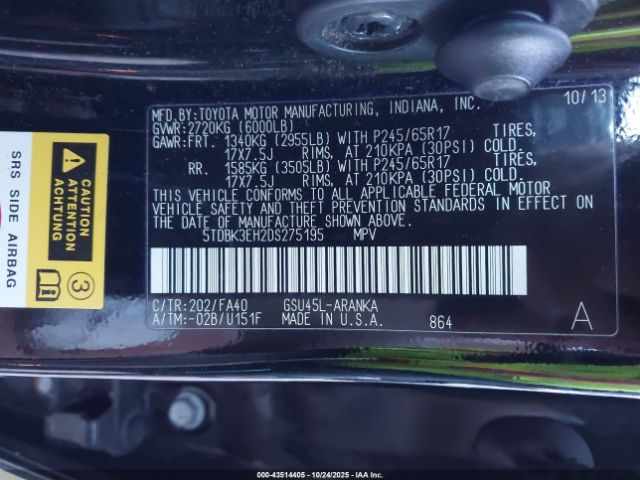 MFD.BY:TOYOTA MOTOR MANUFACTURING, INDIANA, INC. 10/13
GVWR:2720KG (6000LB)
GAWR:FRT. 1340KG (2955LB) WITH P245/65R17 TIRES,
17X7.5J RIMS, AT 210KPA (30PSI) COLD.
RR. 1585KG (3505LB) WITH P245/65R17 TIRES,
17X7.5J RIMS, AT 210KPA (30PSI) COLD.
THIS VEHICLE CONFORMS TO ALL APPLICABLE FEDERAL MOTOR
VEHICLE SAFETY AND THEFT PREVENTION STANDARDS IN EFFECT ON
THE DATE OF MANUFACTURE SHOWN ABOVE.
5TDBK3EH2DS275195 MPV
C/TR:202/FA40 GSU45L-ARANKA
A/TM:-02B/U151F MADE IN U.S.A. 864 A
SRS SIDE AIRBAG
3
000-43514405 - 10/24/2025 - IAA, Inc.